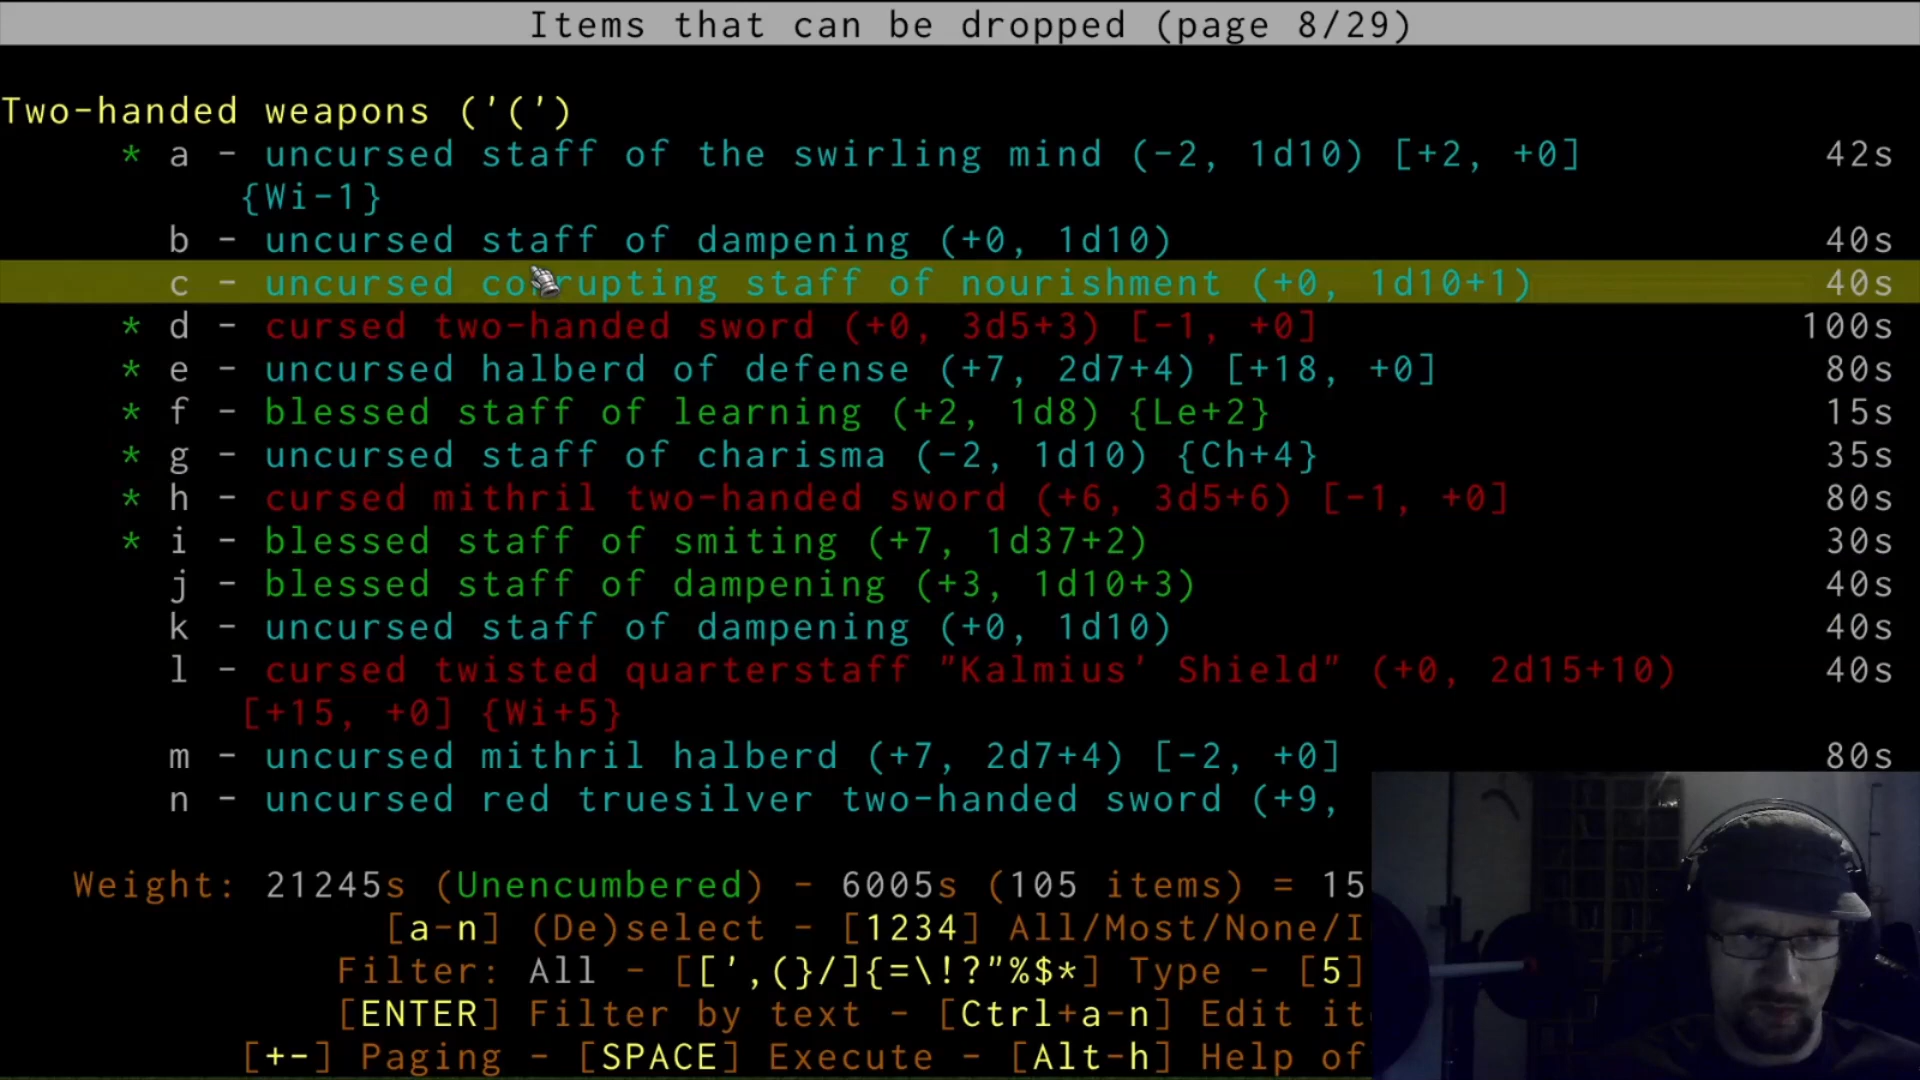 Items that can be dropped (page 8/29)
Two-handed weapons ('(')
* a - uncursed staff of the swirling mind (-2, 1d10) [+2, +0] 42s
{Wi-1}
b - uncursed staff of dampening (+0, 1d10) 40s
c - uncursed corrupting staff of nourishment (+0, 1d10+1) 40s
* d - cursed two-handed sword (+0, 3d5+3) [-1, +0] 100s
* e - uncursed halberd of defense (+7, 2d7+4) [+18, +0] 80s
* f - blessed staff of learning (+2, 1d8) {Le+2} 15s
* g - uncursed staff of charisma (-2, 1d10) {Ch+4} 35s
* h - cursed mithril two-handed sword (+6, 3d5+6) [-1, +0] 80s
* i - blessed staff of smiting (+7, 1d37+2) 30s
j - blessed staff of dampening (+3, 1d10+3) 40s
k - uncursed staff of dampening (+0, 1d10) 40s
l - cursed twisted quarterstaff "Kalmius' Shield" (+0, 2d15+10) 40s
[+15, +0] {Wi+5}
m - uncursed mithril halberd (+7, 2d7+4) [-2, +0] 80s
n - uncursed red truesilver two-handed sword (+9,
Weight: 21245s (Unencumbered) - 6005s (105 items) = 15
[a-n] (De)select - [1234] All/Most/None/I
Filter: All - [[',(}/]{=\!?"%$*] Type - [5]
[ENTER] Filter by text - [Ctrl+a-n] Edit it
[+-] Paging - [SPACE] Execute - [Alt-h] Help of